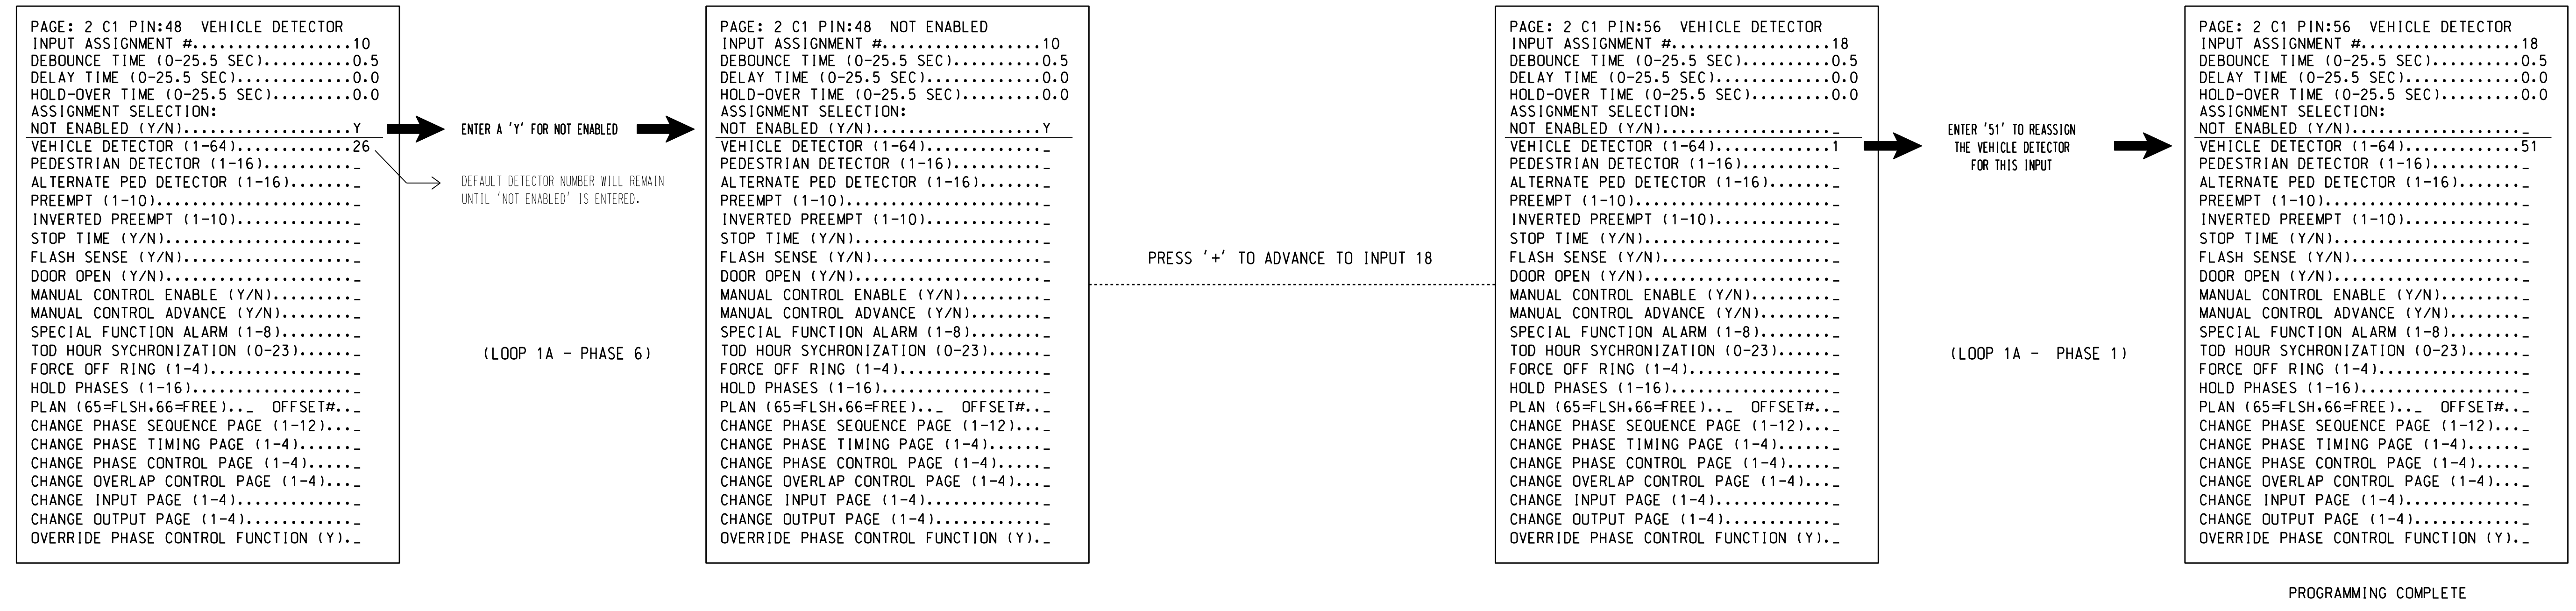 PAGE: 2 C1 PIN:48 VEHICLE DETECTOR
INPUT ASSIGNMENT #..................10
DEBOUNCE TIME (0-25.5 SEC)..........0.5
DELAY TIME (0-25.5 SEC).............0.0
HOLD-OVER TIME (0-25.5 SEC).........0.0
ASSIGNMENT SELECTION:
NOT ENABLED (Y/N)...................Y
VEHICLE DETECTOR (1-64).............26
PEDESTRIAN DETECTOR (1-16)..........._
ALTERNATE PED DETECTOR (1-16)......._
PREEMPT (1-10)......................_
INVERTED PREEMPT (1-10)............._
STOP TIME (Y/N)....................._
FLASH SENSE (Y/N)..................._
DOOR OPEN (Y/N)....................._
MANUAL CONTROL ENABLE (Y/N)........._
MANUAL CONTROL ADVANCE (Y/N)........_
SPECIAL FUNCTION ALARM (1-8)........_
TOD HOUR SYCHRONIZATION (0-23)......_
FORCE OFF RING (1-4)................_
HOLD PHASES (1-16).................._
PLAN (65=FLSH,66=FREE).._ OFFSET#.._
CHANGE PHASE SEQUENCE PAGE (1-12)..._
CHANGE PHASE TIMING PAGE (1-4)......_
CHANGE PHASE CONTROL PAGE (1-4)....._
CHANGE OVERLAP CONTROL PAGE (1-4)..._
CHANGE INPUT PAGE (1-4)............._
CHANGE OUTPUT PAGE (1-4)............_
OVERRIDE PHASE CONTROL FUNCTION (Y)._
ENTER A 'Y' FOR NOT ENABLED
DEFAULT DETECTOR NUMBER WILL REMAIN
UNTIL 'NOT ENABLED' IS ENTERED.
(LOOP 1A - PHASE 6)
PAGE: 2 C1 PIN:48 NOT ENABLED
INPUT ASSIGNMENT #..................10
DEBOUNCE TIME (0-25.5 SEC)..........0.5
DELAY TIME (0-25.5 SEC).............0.0
HOLD-OVER TIME (0-25.5 SEC).........0.0
ASSIGNMENT SELECTION:
NOT ENABLED (Y/N)...................Y
VEHICLE DETECTOR (1-64)............._
PEDESTRIAN DETECTOR (1-16).........._
ALTERNATE PED DETECTOR (1-16)......._
PREEMPT (1-10)......................_
INVERTED PREEMPT (1-10)............._
STOP TIME (Y/N)....................._
FLASH SENSE (Y/N)..................._
DOOR OPEN (Y/N)....................._
MANUAL CONTROL ENABLE (Y/N)........._
MANUAL CONTROL ADVANCE (Y/N)........_
SPECIAL FUNCTION ALARM (1-8)........_
TOD HOUR SYCHRONIZATION (0-23)......_
FORCE OFF RING (1-4)................_
HOLD PHASES (1-16).................._
PLAN (65=FLSH,66=FREE).._ OFFSET#.._
CHANGE PHASE SEQUENCE PAGE (1-12)..._
CHANGE PHASE TIMING PAGE (1-4)......_
CHANGE PHASE CONTROL PAGE (1-4)....._
CHANGE OVERLAP CONTROL PAGE (1-4)..._
CHANGE INPUT PAGE (1-4)............._
CHANGE OUTPUT PAGE (1-4)............_
OVERRIDE PHASE CONTROL FUNCTION (Y)._
PRESS '+' TO ADVANCE TO INPUT 18
PAGE: 2 C1 PIN:56 VEHICLE DETECTOR
INPUT ASSIGNMENT #..................18
DEBOUNCE TIME (0-25.5 SEC)..........0.5
DELAY TIME (0-25.5 SEC).............0.0
HOLD-OVER TIME (0-25.5 SEC).........0.0
ASSIGNMENT SELECTION:
NOT ENABLED (Y/N)..................._
VEHICLE DETECTOR (1-64).............1
PEDESTRIAN DETECTOR (1-16).........._
ALTERNATE PED DETECTOR (1-16)......._
PREEMPT (1-10)......................_
INVERTED PREEMPT (1-10)............._
STOP TIME (Y/N)....................._
FLASH SENSE (Y/N)..................._
DOOR OPEN (Y/N)....................._
MANUAL CONTROL ENABLE (Y/N)........._
MANUAL CONTROL ADVANCE (Y/N)........_
SPECIAL FUNCTION ALARM (1-8)........_
TOD HOUR SYCHRONIZATION (0-23)......_
FORCE OFF RING (1-4)................_
HOLD PHASES (1-16).................._
PLAN (65=FLSH,66=FREE).._ OFFSET#.._
CHANGE PHASE SEQUENCE PAGE (1-12)..._
CHANGE PHASE TIMING PAGE (1-4)......_
CHANGE PHASE CONTROL PAGE (1-4)....._
CHANGE OVERLAP CONTROL PAGE (1-4)..._
CHANGE INPUT PAGE (1-4)............._
CHANGE OUTPUT PAGE (1-4)............_
OVERRIDE PHASE CONTROL FUNCTION (Y)._
ENTER '51' TO REASSIGN
THE VEHICLE DETECTOR
FOR THIS INPUT
(LOOP 1A - PHASE 1)
PAGE: 2 C1 PIN:56 VEHICLE DETECTOR
INPUT ASSIGNMENT #..................18
DEBOUNCE TIME (0-25.5 SEC)..........0.5
DELAY TIME (0-25.5 SEC).............0.0
HOLD-OVER TIME (0-25.5 SEC).........0.0
ASSIGNMENT SELECTION:
NOT ENABLED (Y/N)..................._
VEHICLE DETECTOR (1-64).............51
PEDESTRIAN DETECTOR (1-16).........._
ALTERNATE PED DETECTOR (1-16)......._
PREEMPT (1-10)......................_
INVERTED PREEMPT (1-10)............._
STOP TIME (Y/N)....................._
FLASH SENSE (Y/N)..................._
DOOR OPEN (Y/N)....................._
MANUAL CONTROL ENABLE (Y/N)........._
MANUAL CONTROL ADVANCE (Y/N)........_
SPECIAL FUNCTION ALARM (1-8)........_
TOD HOUR SYCHRONIZATION (0-23)......_
FORCE OFF RING (1-4)................_
HOLD PHASES (1-16).................._
PLAN (65=FLSH,66=FREE).._ OFFSET#.._
CHANGE PHASE SEQUENCE PAGE (1-12)..._
CHANGE PHASE TIMING PAGE (1-4)......_
CHANGE PHASE CONTROL PAGE (1-4)....._
CHANGE OVERLAP CONTROL PAGE (1-4)..._
CHANGE INPUT PAGE (1-4)............._
CHANGE OUTPUT PAGE (1-4)............_
OVERRIDE PHASE CONTROL FUNCTION (Y)._
PROGRAMMING COMPLETE